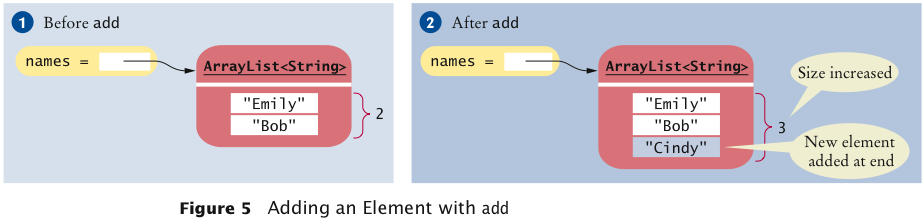 1 Before add
names =
ArrayList<String>
"Emily"
"Bob"
2
2 After add
names =
ArrayList<String>
"Emily"
"Bob"
"Cindy"
3
Size increased
New element
added at end
Figure 5 Adding an Element with add